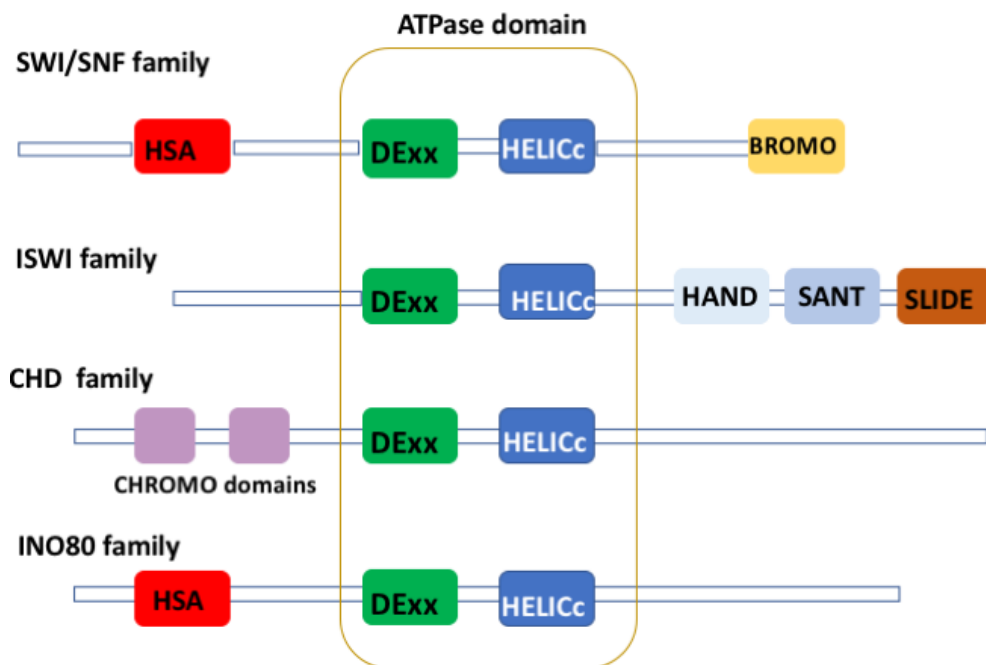 ATPase domain
SWI/SNF family
HSA DExx HELICc BROMO
ISWI family
DExx HELICc HAND SANT SLIDE
CHD family
DExx HELICc
CHROMO domains
INO80 family
HSA DExx HELICc